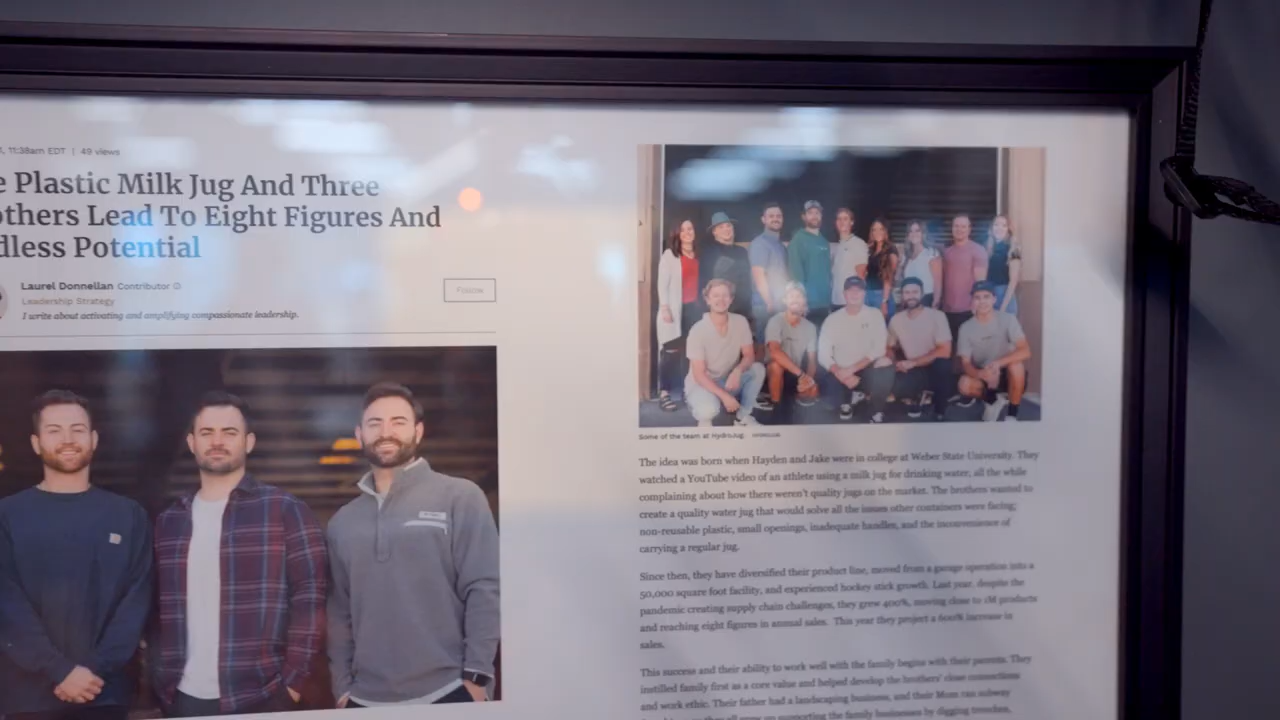 , 11:38am EDT | 49 views
e Plastic Milk Jug And Three
others Lead To Eight Figures And
dless Potential
Laurel Donnellan Contributor
Leadership Strategy
I write about activating and amplifying compassionate leadership.
Follow
Some of the team at HydroJug
The idea was born when Hayden and Jake were in college at Weber State University. They
watched a YouTube video of an athlete using a milk jug for drinking water, all the while
complaining about how there weren't quality jugs on the market. The brothers wanted to
create a quality water jug that would solve all the issues other containers were facing;
non-reusable plastic, small openings, inadequate handles, and the inconvenience of
carrying a regular jug.
Since then, they have diversified their product line, moved from a garage operation into a
50,000 square foot facility, and experienced hockey stick growth. Last year, despite the
pandemic creating supply chain challenges, they grew 400%, moving close to 1M products
and reaching eight figures in annual sales. This year they project a 600% increase in
sales.
This success and their ability to work well with the family begins with their parents. They
instilled family first as a core value and helped develop the brothers' close connections
and work ethic. Their father had a landscaping business, and their Mom ran subway
supporting the family businesses by digging trenches,